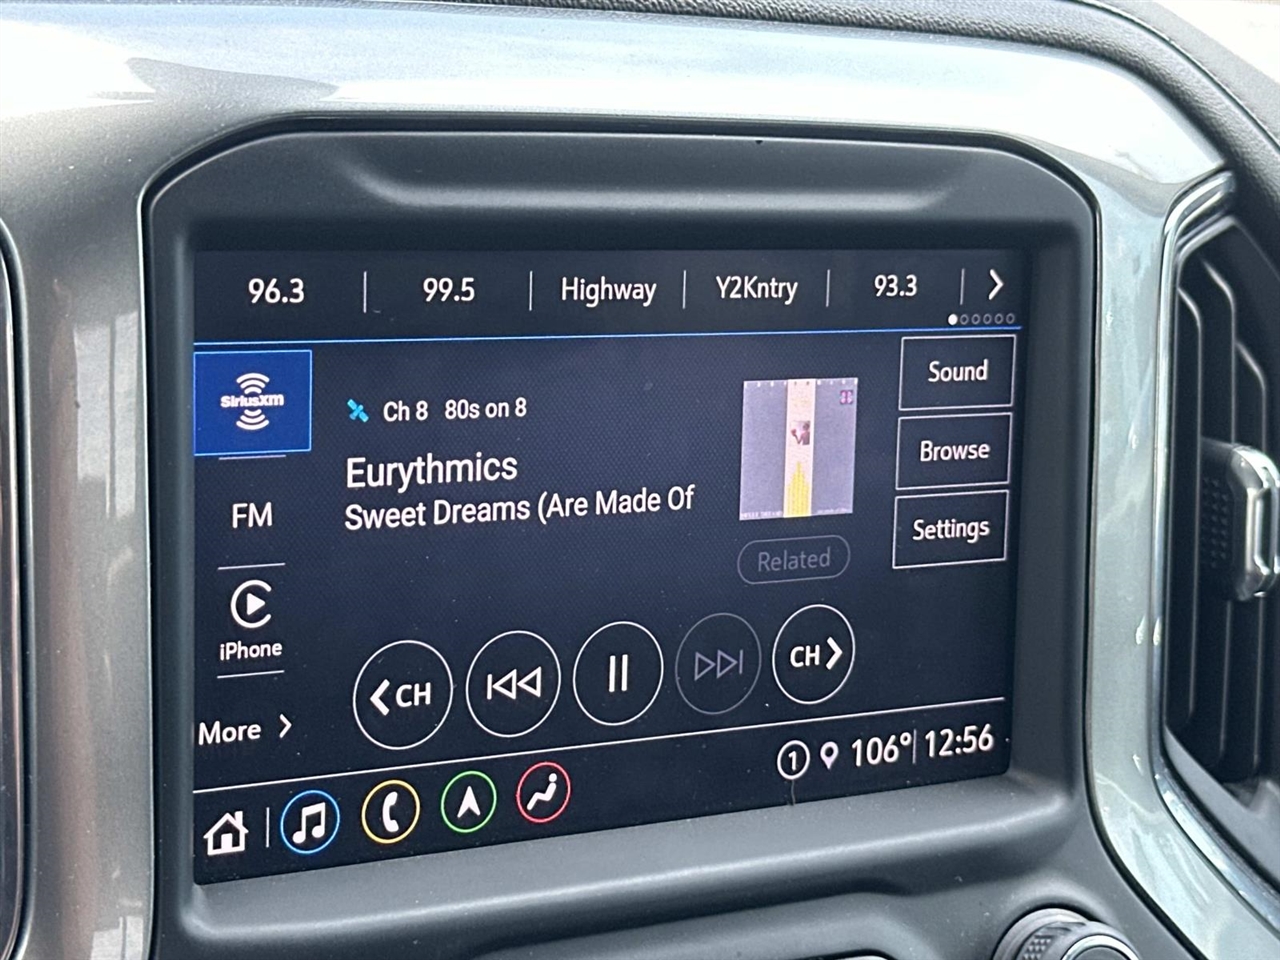 96.3 99.5 Highway Y2Kntry 93.3
SiriusXM
Ch 8 80s on 8
Eurythmics
Sweet Dreams (Are Made Of
Related
Sound
Browse
Settings
FM
iPhone
More
CH
CH
1 106° 12:56